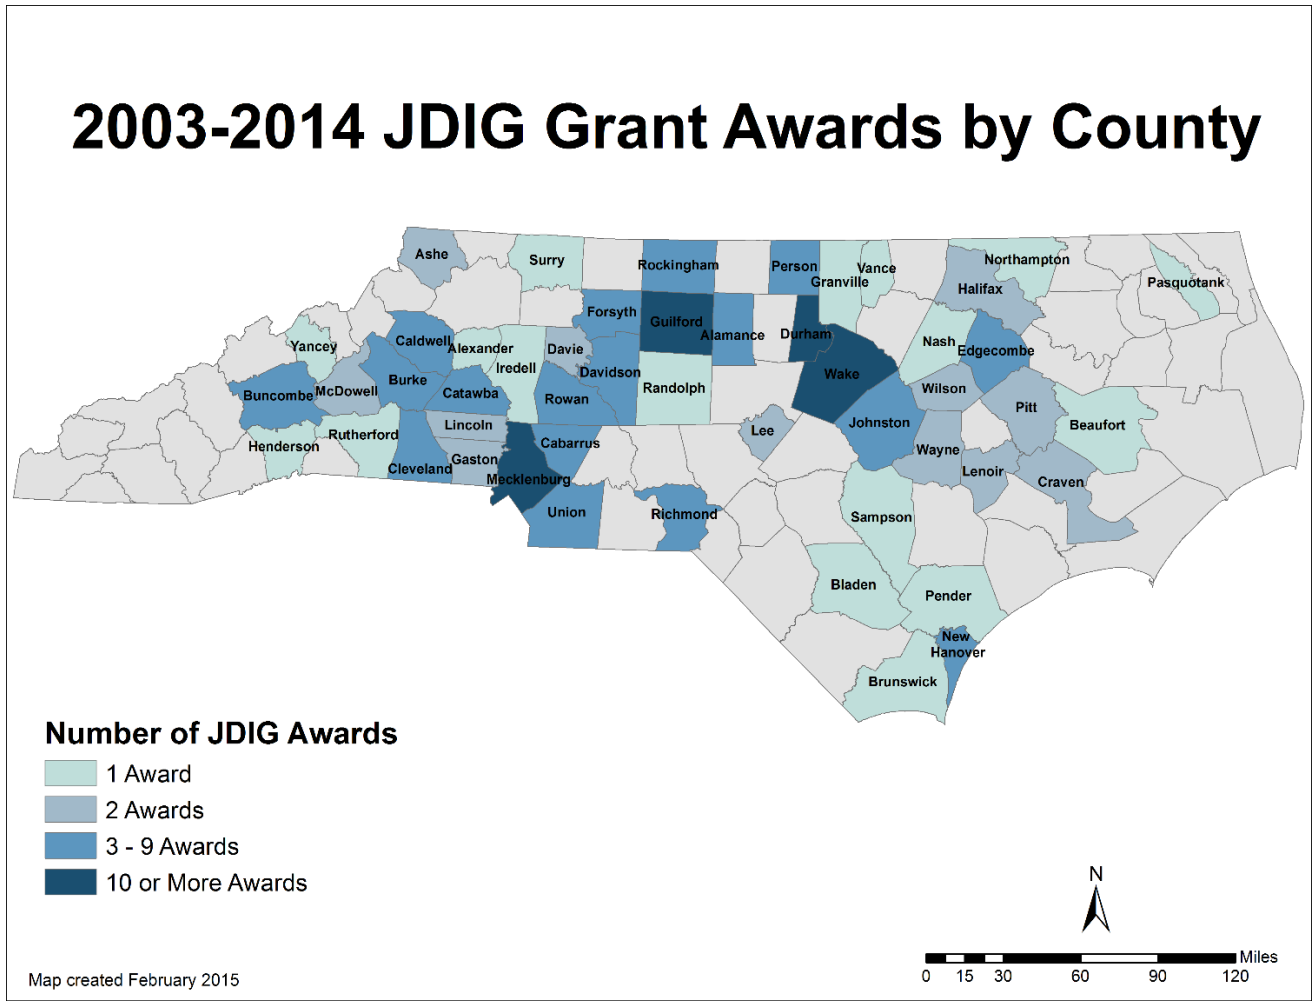 2003-2014 JDIG Grant Awards by County
Ashe
Surry
Rockingham
Person
Granville
Vance
Northampton
Halifax
Pasquotank
Forsyth
Guilford
Alamance
Durham
Yancey
Caldwell
Alexander
Iredell
Davie
Davidson
Randolph
Wake
Nash
Edgecombe
Buncombe
McDowell
Burke
Catawba
Rowan
Wilson
Pitt
Beaufort
Henderson
Rutherford
Lincoln
Cabarrus
Lee
Johnston
Wayne
Cleveland
Gaston
Mecklenburg
Lenoir
Craven
Union
Richmond
Sampson
Bladen
Pender
New
Hanover
Brunswick
Number of JDIG Awards
1 Award
2 Awards
3 - 9 Awards
10 or More Awards
N
Miles
0 15 30 60 90 120
Map created February 2015